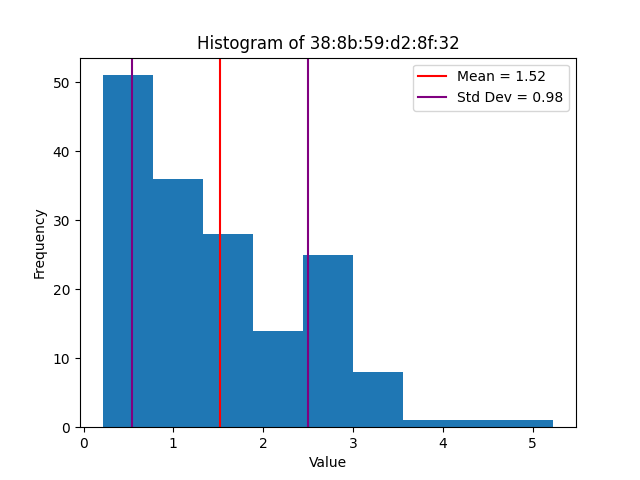 Histogram of 38:8b:59:d2:8f:32
Mean = 1.52
Std Dev = 0.98
Frequency
50
40
30
20
10
0
0 1 2 3 4 5
Value